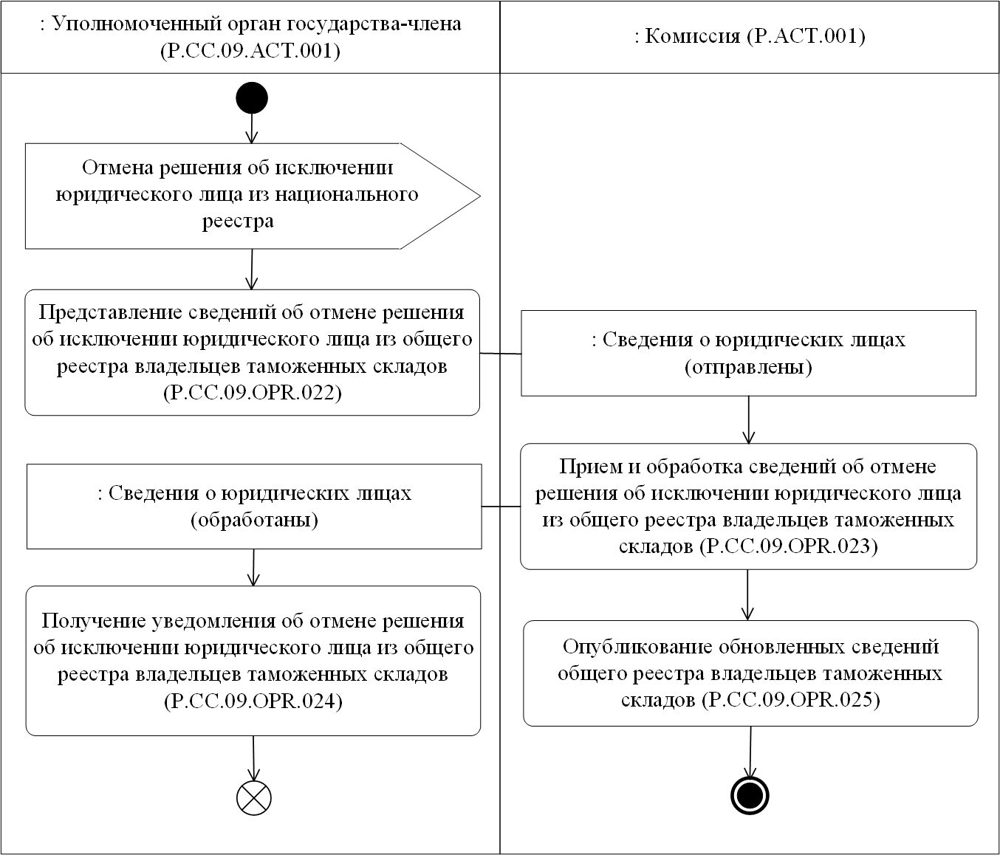 : Уполномоченный орган государства-члена
(P.CC.09.ACT.001)
: Комиссия (P.ACT.001)
Отмена решения об исключении
юридического лица из национального
реестра
Представление сведений об отмене решения
об исключении юридического лица из общего
реестра владельцев таможенных складов
(P.CC.09.OPR.022)
: Сведения о юридических лицах
(отправлены)
Прием и обработка сведений об отмене
решения об исключении юридического лица
из общего реестра владельцев таможенных
складов (P.CC.09.OPR.023)
: Сведения о юридических лицах
(обработаны)
Получение уведомления об отмене решения
об исключении юридического лица из общего
реестра владельцев таможенных складов
(P.CC.09.OPR.024)
Опубликование обновленных сведений
общего реестра владельцев таможенных
складов (P.CC.09.OPR.025)